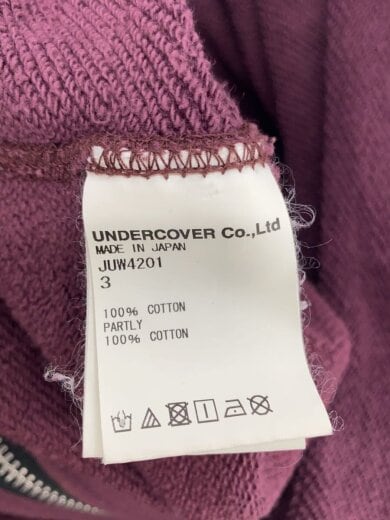 UNDERCOVER Co.,Ltd
MADE IN JAPAN
JUW4201
3
100% COTTON
PARTLY
100% COTTON